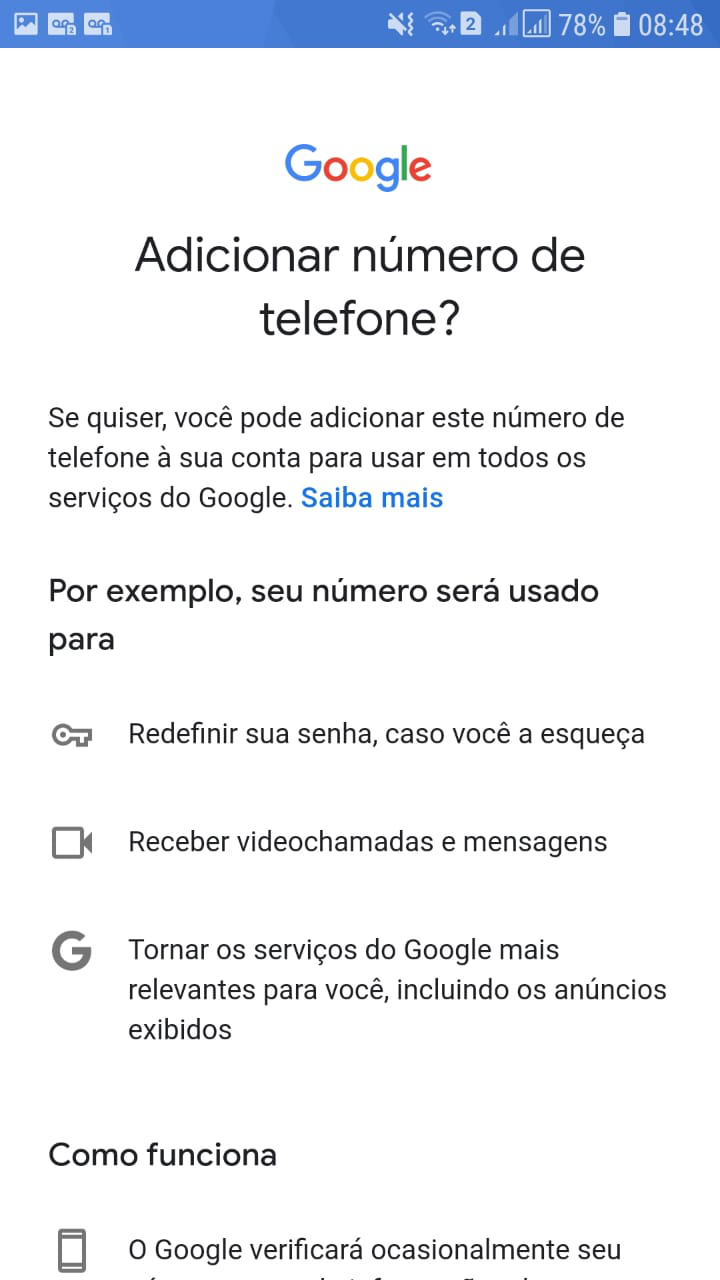 2 78% 08:48
Google
Adicionar número de
telefone?
Se quiser, você pode adicionar este número de
telefone à sua conta para usar em todos os
serviços do Google. Saiba mais
Por exemplo, seu número será usado
para
Redefinir sua senha, caso você a esqueça
Receber videochamadas e mensagens
Tornar os serviços do Google mais
relevantes para você, incluindo os anúncios
exibidos
Como funciona
O Google verificará ocasionalmente seu